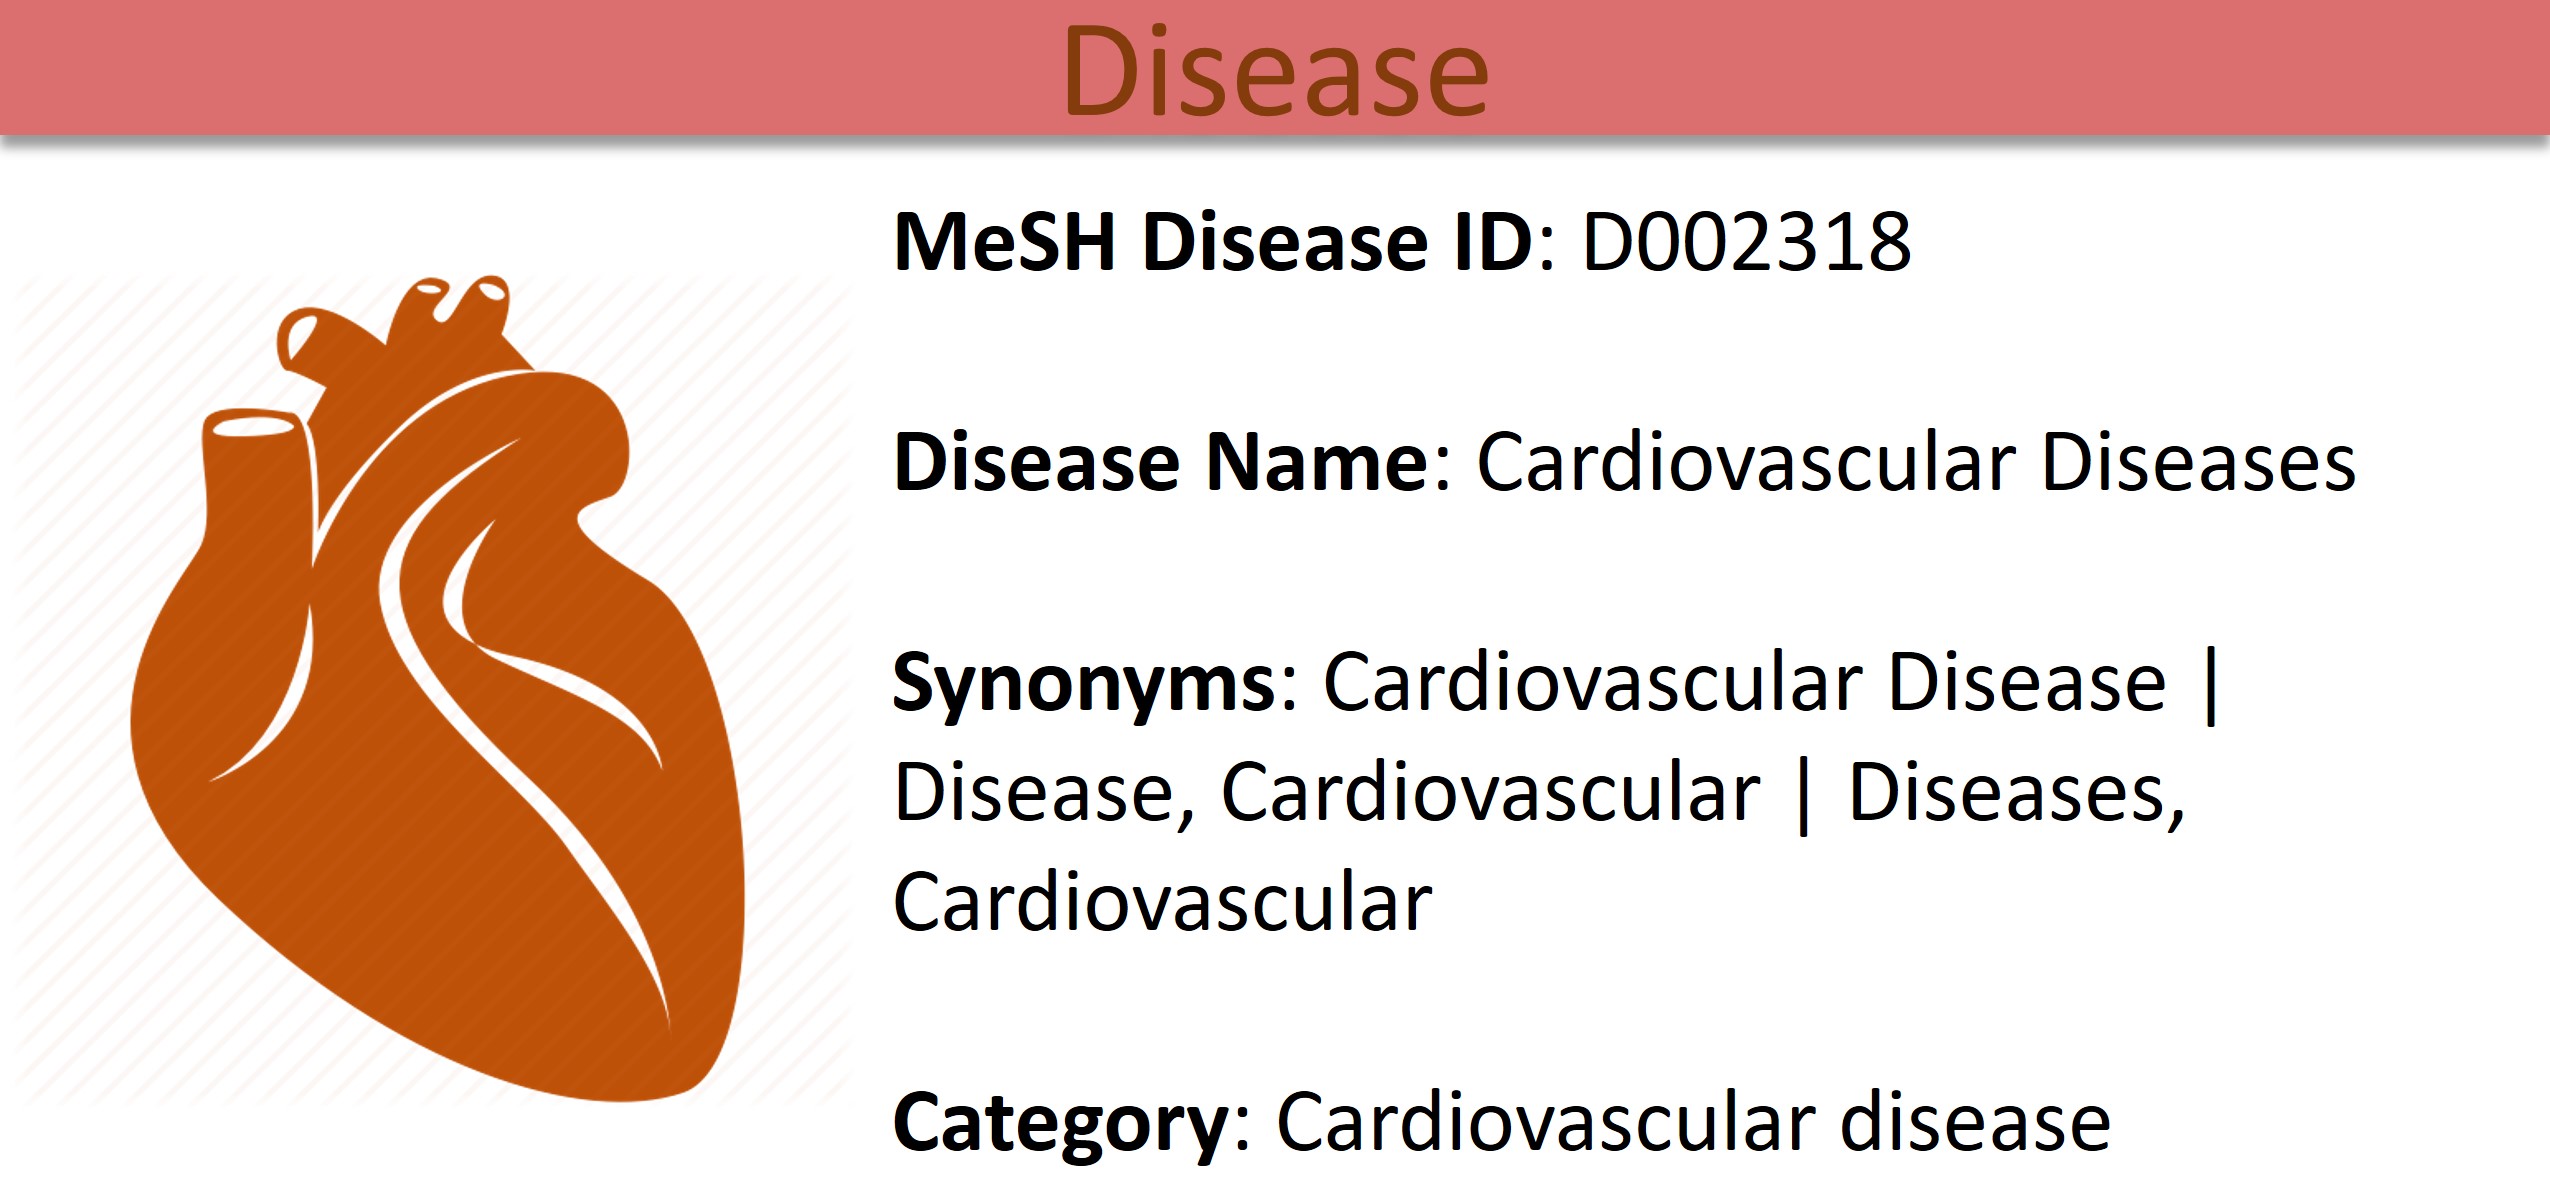 Disease
MeSH Disease ID: D002318
Disease Name: Cardiovascular Diseases
Synonyms: Cardiovascular Disease |
Disease, Cardiovascular | Diseases,
Cardiovascular
Category: Cardiovascular disease